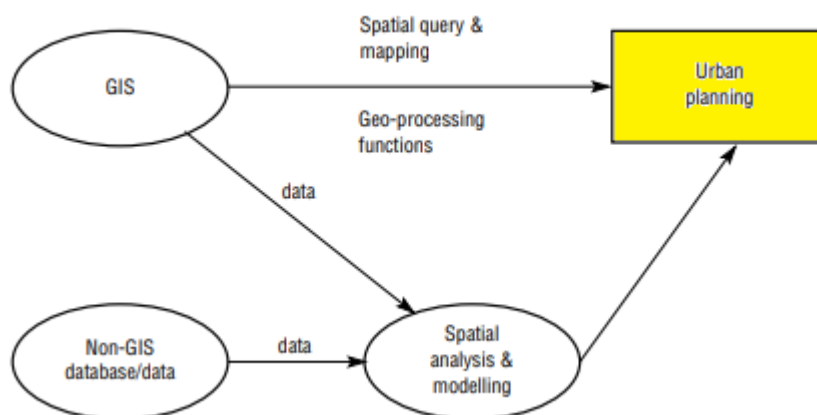 Spatial query &
mapping
GIS
Urban
planning
Geo-processing
functions
data
Non-GIS
database/data
data
Spatial
analysis &
modelling